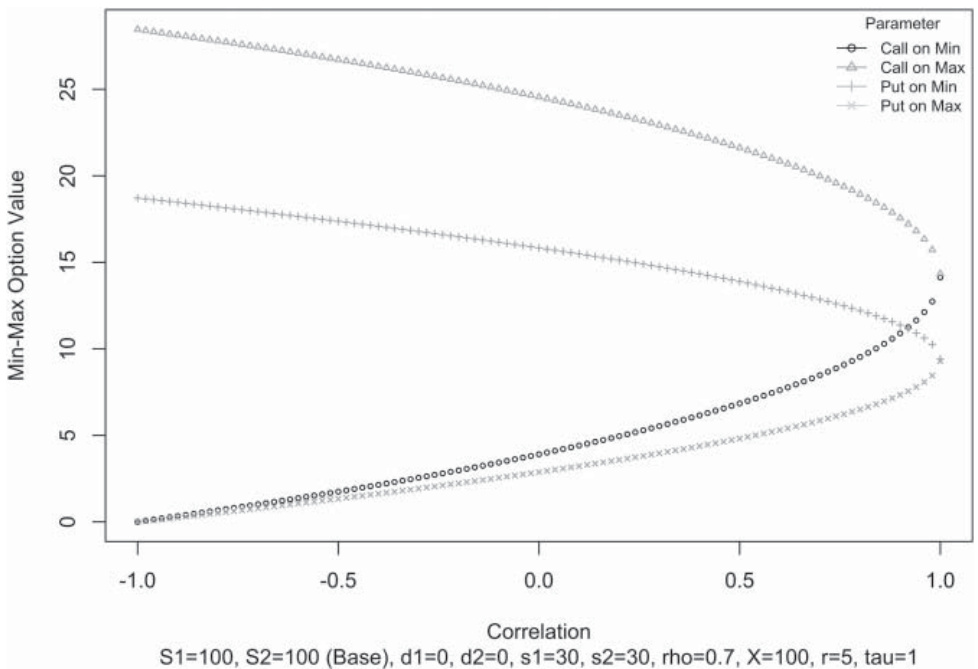 Parameter
Call on Min
Call on Max
Put on Min
Put on Max
Min-Max Option Value
25
20
15
10
5
0
-1.0 -0.5 0.0 0.5 1.0
Correlation
S1=100, S2=100 (Base), d1=0, d2=0, s1=30, s2=30, rho=0.7, X=100, r=5, tau=1